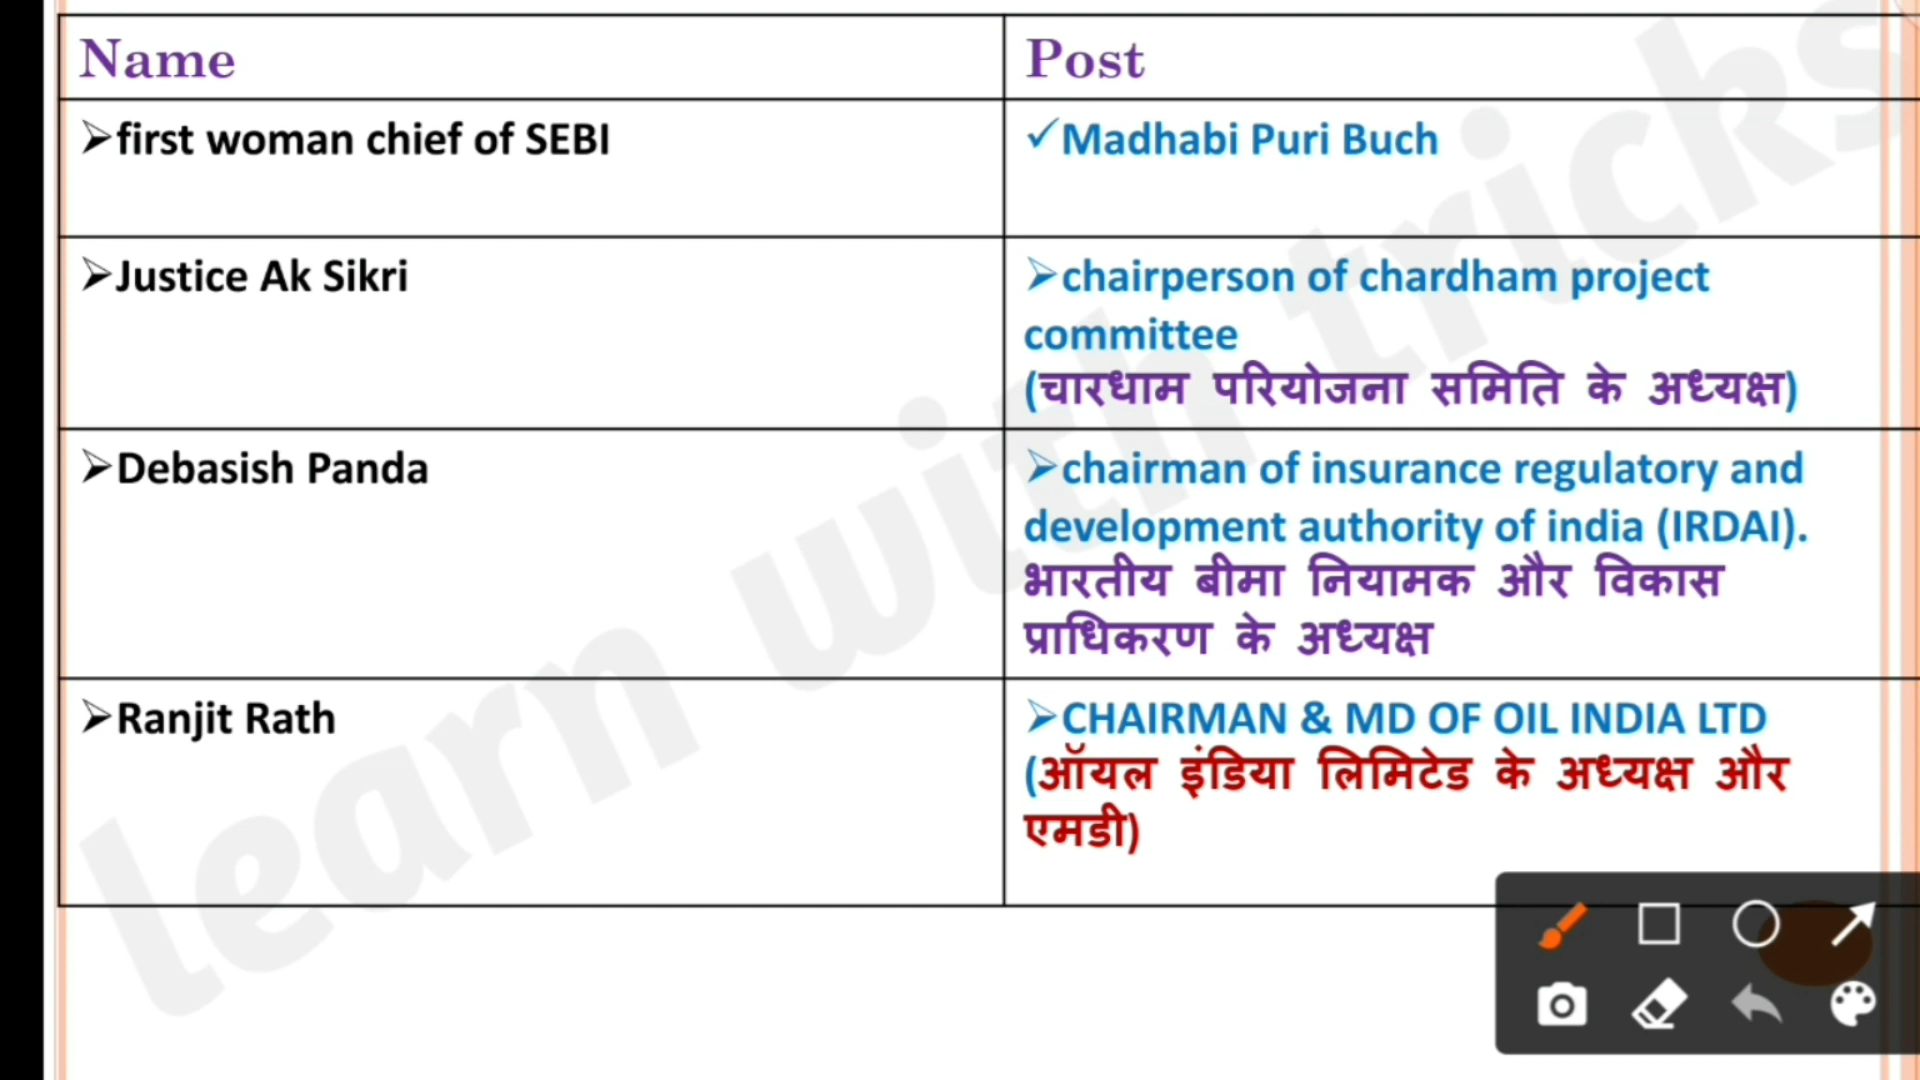 Name Post
➢first woman chief of SEBI ✓Madhabi Puri Buch
➢Justice Ak Sikri ➢chairperson of chardham project
committee
(चारधाम परियोजना समिति के अध्यक्ष)
➢Debasish Panda ➢chairman of insurance regulatory and
development authority of india (IRDAI).
भारतीय बीमा नियामक और विकास
प्राधिकरण के अध्यक्ष
➢Ranjit Rath ➢CHAIRMAN & MD OF OIL INDIA LTD
(ऑयल इंडिया लिमिटेड के अध्यक्ष और
एमडी)
learn with tricks